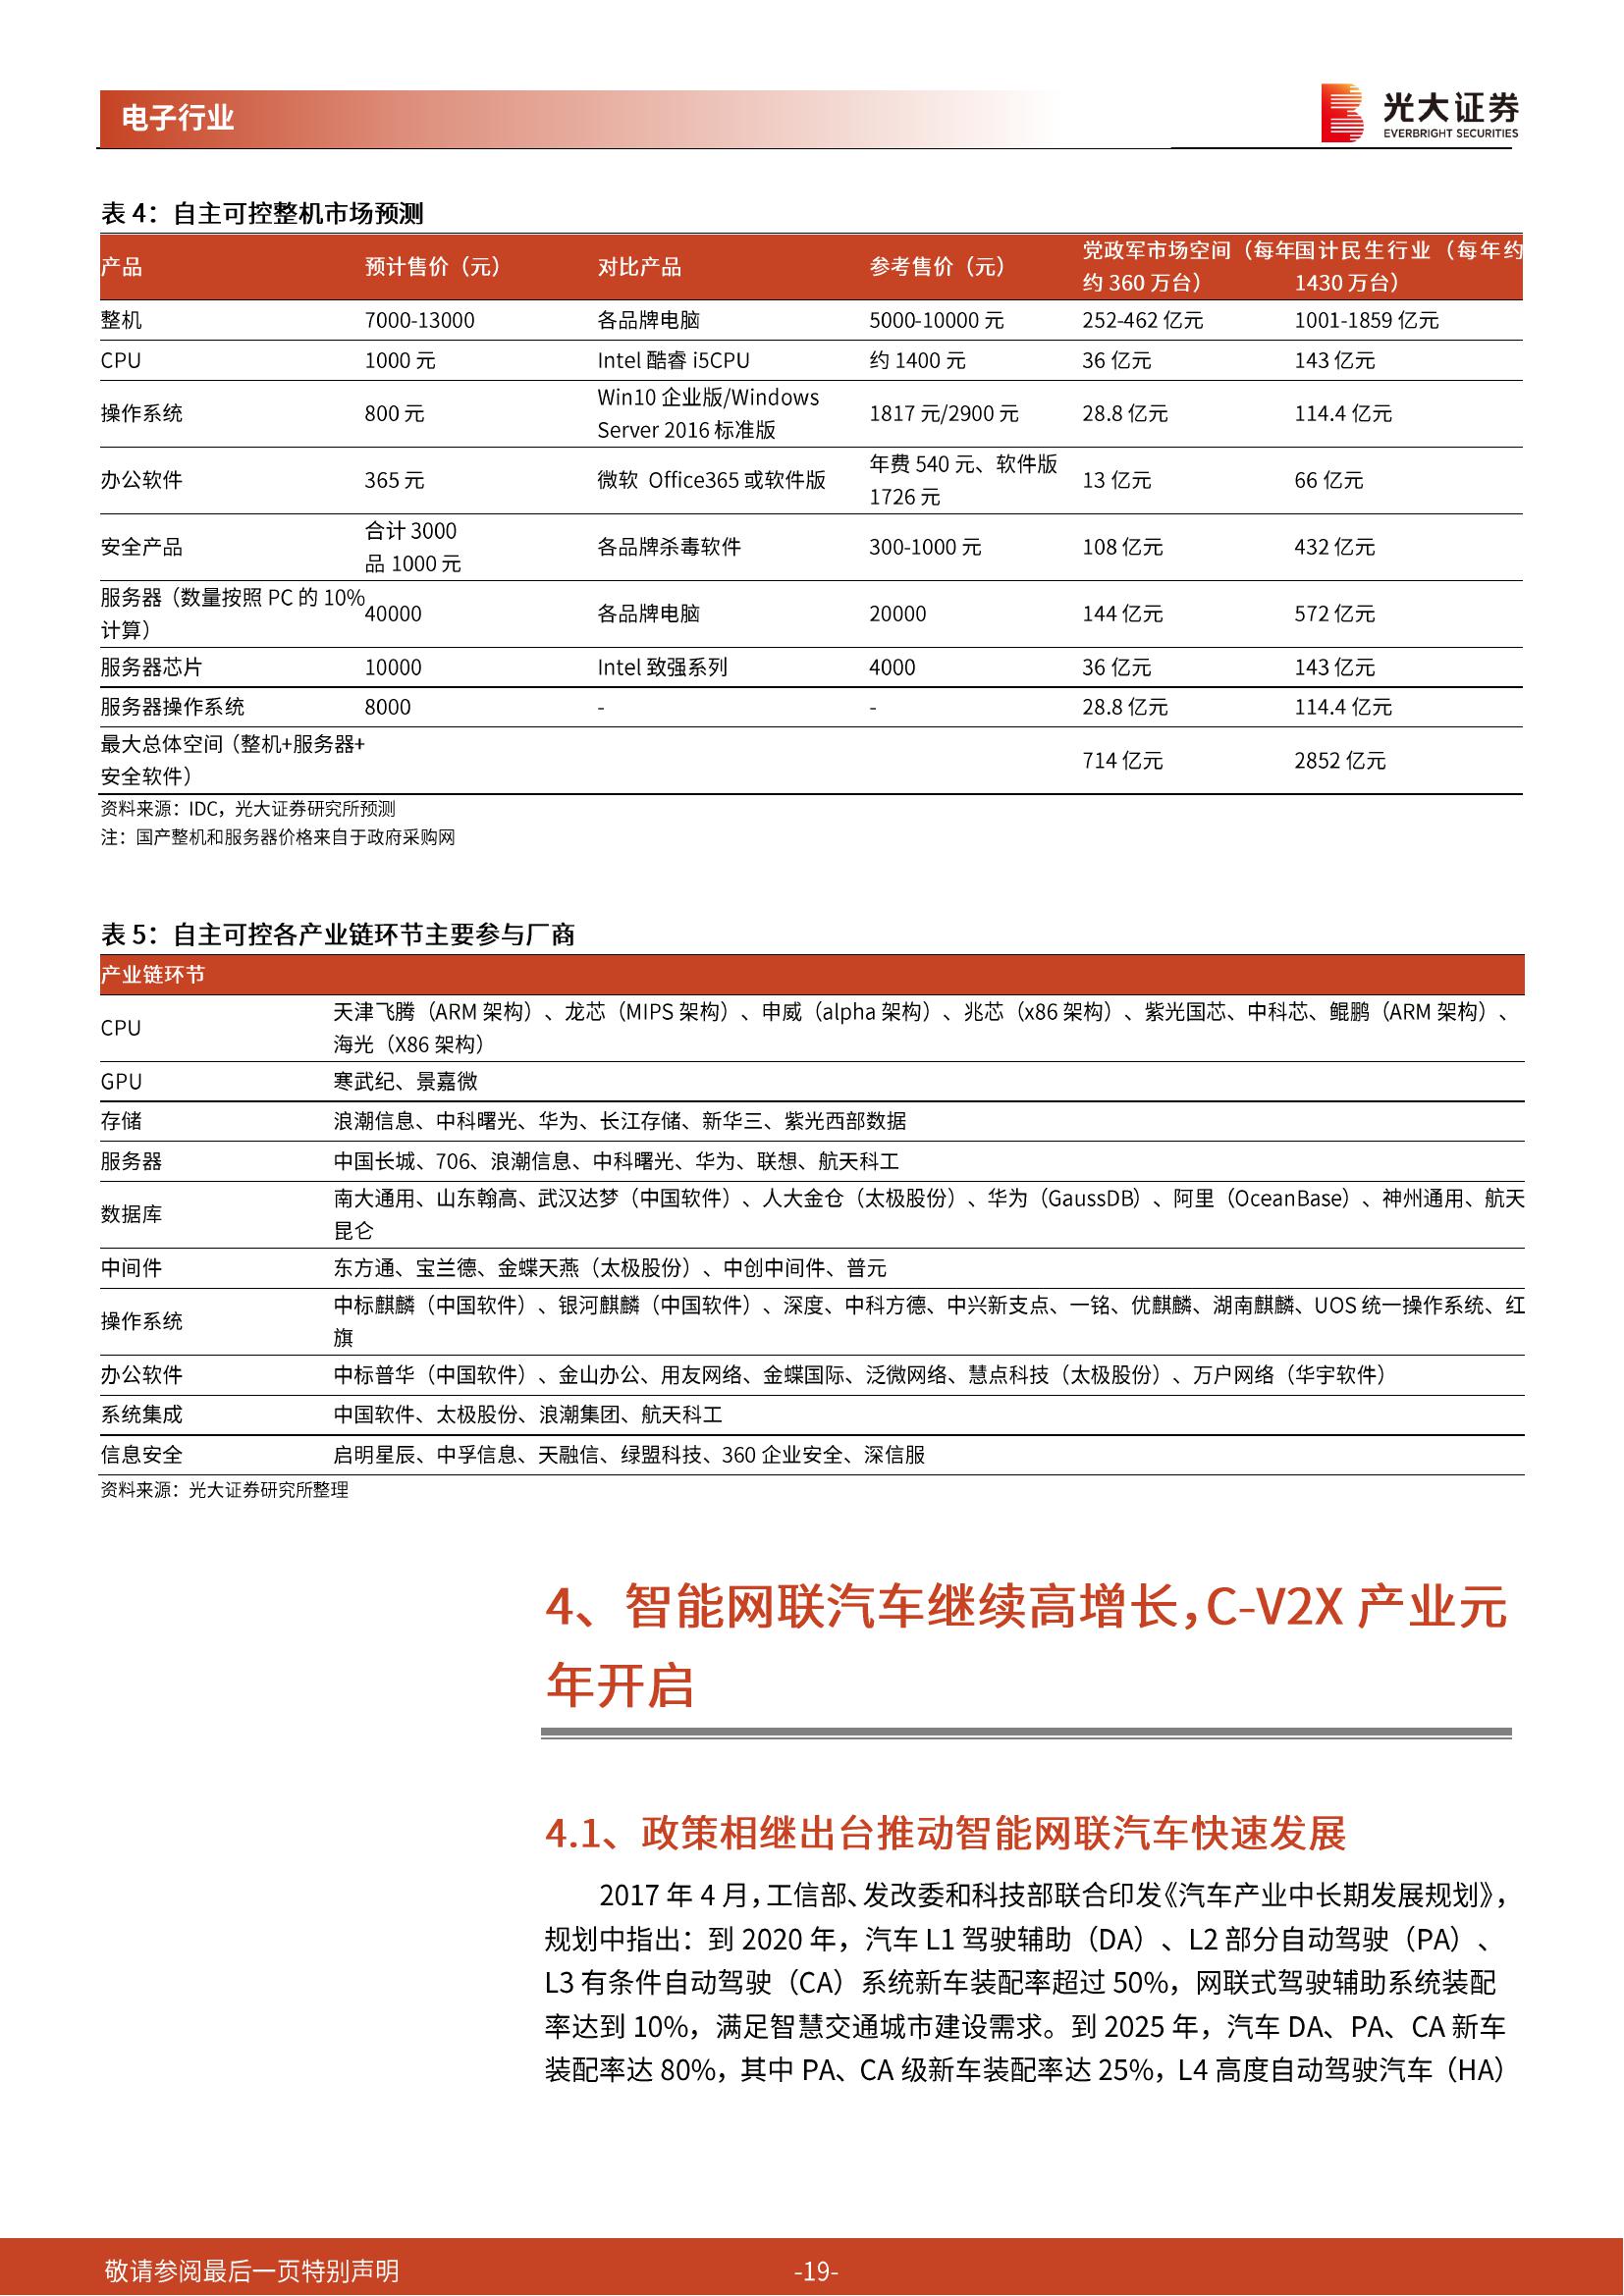 电子行业
光大证券
EVERBRIGHT SECURITIES
表 4：自主可控整机市场预测
产品 预计售价（元） 对比产品 参考售价（元） 党政军市场空间（每年约 360 万台） 国计民生行业（每年约 1430 万台）
整机 7000-13000 各品牌电脑 5000-10000 元 252-462 亿元 1001-1859 亿元
CPU 1000 元 Intel 酷睿 i5CPU 约 1400 元 36 亿元 143 亿元
操作系统 800 元 Win10 企业版/Windows Server 2016 标准版 1817 元/2900 元 28.8 亿元 114.4 亿元
办公软件 365 元 微软 Office365 或软件版 年费 540 元、软件版 1726 元 13 亿元 66 亿元
安全产品 合计 3000 品 1000 元 各品牌杀毒软件 300-1000 元 108 亿元 432 亿元
服务器（数量按照 PC 的 10% 计算） 40000 各品牌电脑 20000 144 亿元 572 亿元
服务器芯片 10000 Intel 致强系列 4000 36 亿元 143 亿元
服务器操作系统 8000 - - 28.8 亿元 114.4 亿元
最大总体空间（整机+服务器+安全软件） 714 亿元 2852 亿元
资料来源：IDC，光大证券研究所预测
注：国产整机和服务器价格来自于政府采购网
表 5：自主可控各产业链环节主要参与厂商
产业链环节
CPU 天津飞腾（ARM 架构）、龙芯（MIPS 架构）、申威（alpha 架构）、兆芯（x86 架构）、紫光国芯、中科芯、鲲鹏（ARM 架构）、
海光（X86 架构）
GPU 寒武纪、景嘉微
存储 浪潮信息、中科曙光、华为、长江存储、新华三、紫光西部数据
服务器 中国长城、706、浪潮信息、中科曙光、华为、联想、航天科工
数据库 南大通用、山东翰高、武汉达梦（中国软件）、人大金仓（太极股份）、华为（GaussDB）、阿里（OceanBase）、神州通用、航天
昆仑
中间件 东方通、宝兰德、金蝶天燕（太极股份）、中创中间件、普元
操作系统 中标麒麟（中国软件）、银河麒麟（中国软件）、深度、中科方德、中兴新支点、一铭、优麒麟、湖南麒麟、UOS 统一操作系统、红
旗
办公软件 中标普华（中国软件）、金山办公、用友网络、金蝶国际、泛微网络、慧点科技（太极股份）、万户网络（华宇软件）
系统集成 中国软件、太极股份、浪潮集团、航天科工
信息安全 启明星辰、中孚信息、天融信、绿盟科技、360 企业安全、深信服
资料来源：光大证券研究所整理
4、智能网联汽车继续高增长，C-V2X 产业元
年开启
4.1、政策相继出台推动智能网联汽车快速发展
2017 年 4 月，工信部、发改委和科技部联合印发《汽车产业中长期发展规划》，
规划中指出：到 2020 年，汽车 L1 驾驶辅助（DA）、L2 部分自动驾驶（PA）、
L3 有条件自动驾驶（CA）系统新车装配率超过 50%，网联式驾驶辅助系统装配
率达到 10%，满足智慧交通城市建设需求。到 2025 年，汽车 DA、PA、CA 新车
装配率达 80%，其中 PA、CA 级新车装配率达 25%，L4 高度自动驾驶汽车（HA）
敬请参阅最后一页特别声明
-19-